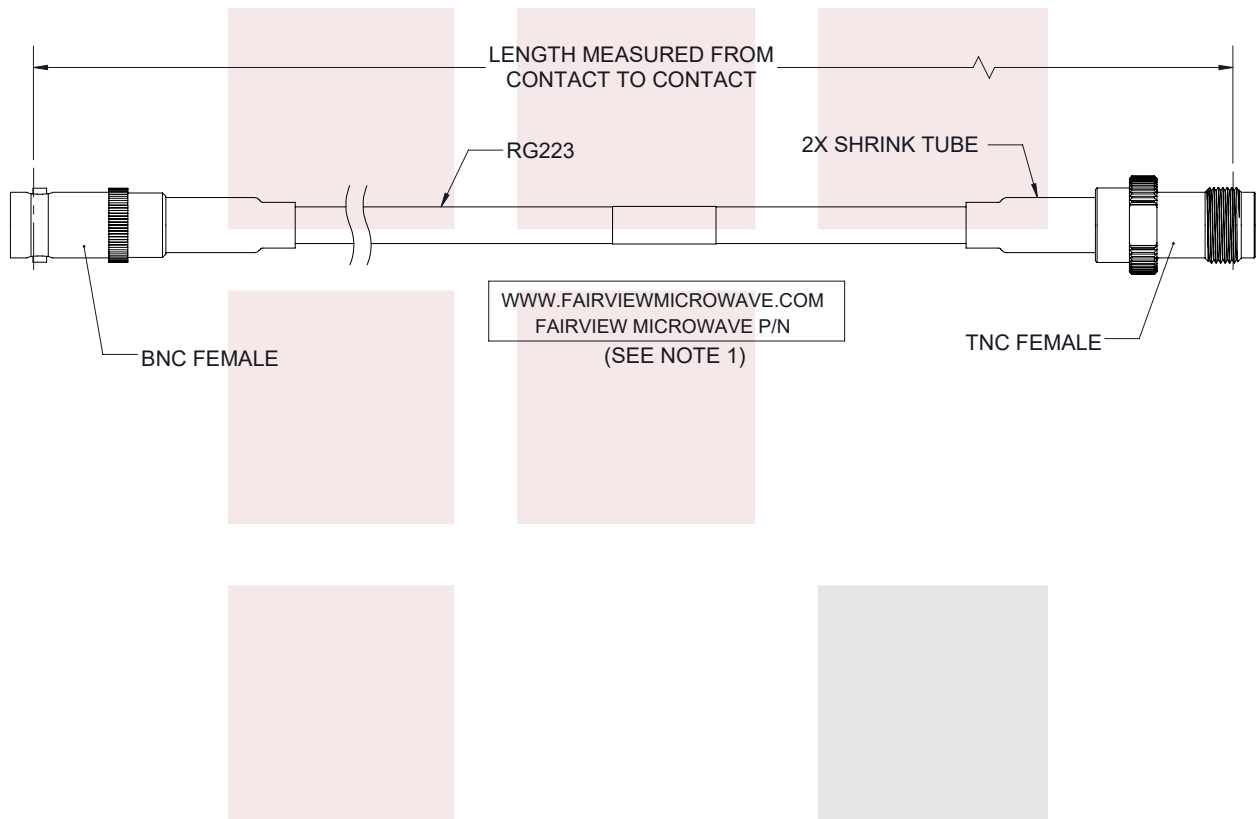 LENGTH MEASURED FROM
CONTACT TO CONTACT
RG223
2X SHRINK TUBE
WWW.FAIRVIEWMICROWAVE.COM
FAIRVIEW MICROWAVE P/N
(SEE NOTE 1)
BNC FEMALE
TNC FEMALE